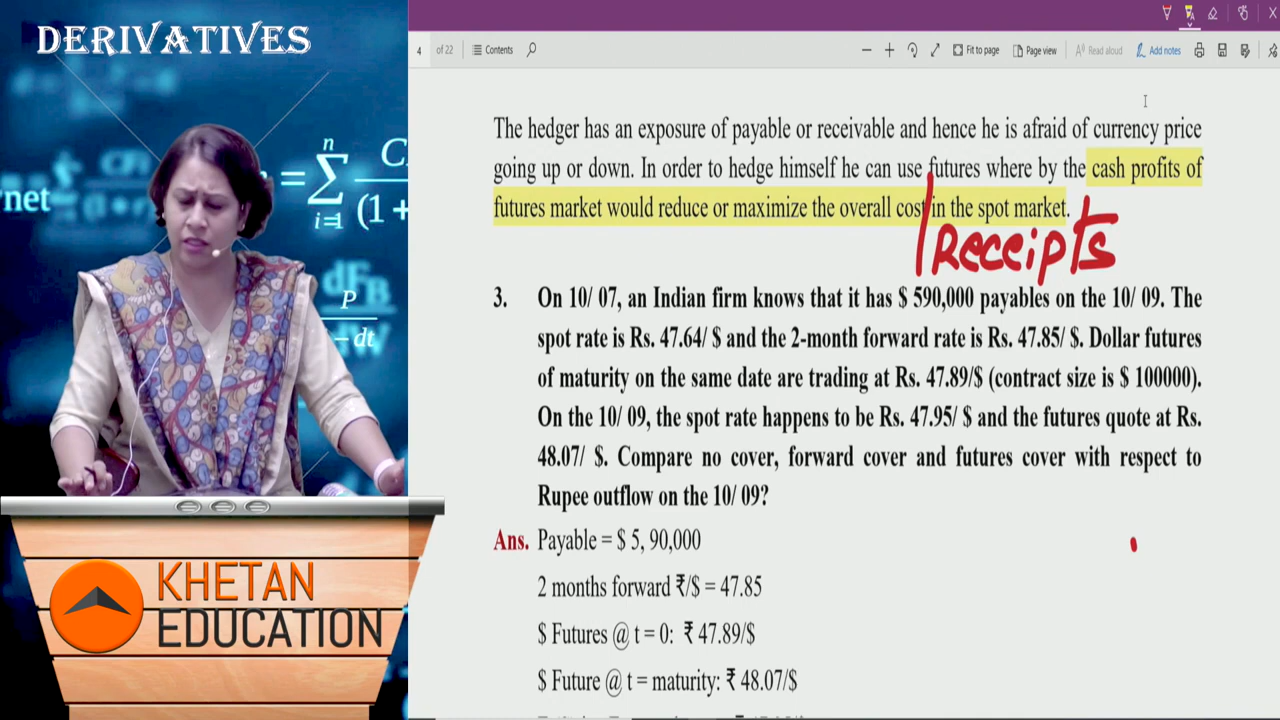 DERIVATIVES
4 of 22 Contents Fit to page Page view Read aloud Add notes
The hedger has an exposure of payable or receivable and hence he is afraid of currency price
going up or down. In order to hedge himself he can use futures where by the cash profits of
futures market would reduce or maximize the overall cost in the spot market.
Receipts
3. On 10/ 07, an Indian firm knows that it has $ 590,000 payables on the 10/ 09. The
spot rate is Rs. 47.64/ $ and the 2-month forward rate is Rs. 47.85/ $. Dollar futures
of maturity on the same date are trading at Rs. 47.89/$ (contract size is $ 100000).
On the 10/ 09, the spot rate happens to be Rs. 47.95/ $ and the futures quote at Rs.
48.07/ $. Compare no cover, forward cover and futures cover with respect to
Rupee outflow on the 10/ 09?
Ans. Payable = $ 5, 90,000
2 months forward ₹/$ = 47.85
$ Futures @ t = 0: ₹ 47.89/$
$ Future @ t = maturity: ₹ 48.07/$
net
n
= Σ
i=1
(1 +
P
-dt
KHETAN
EDUCATION